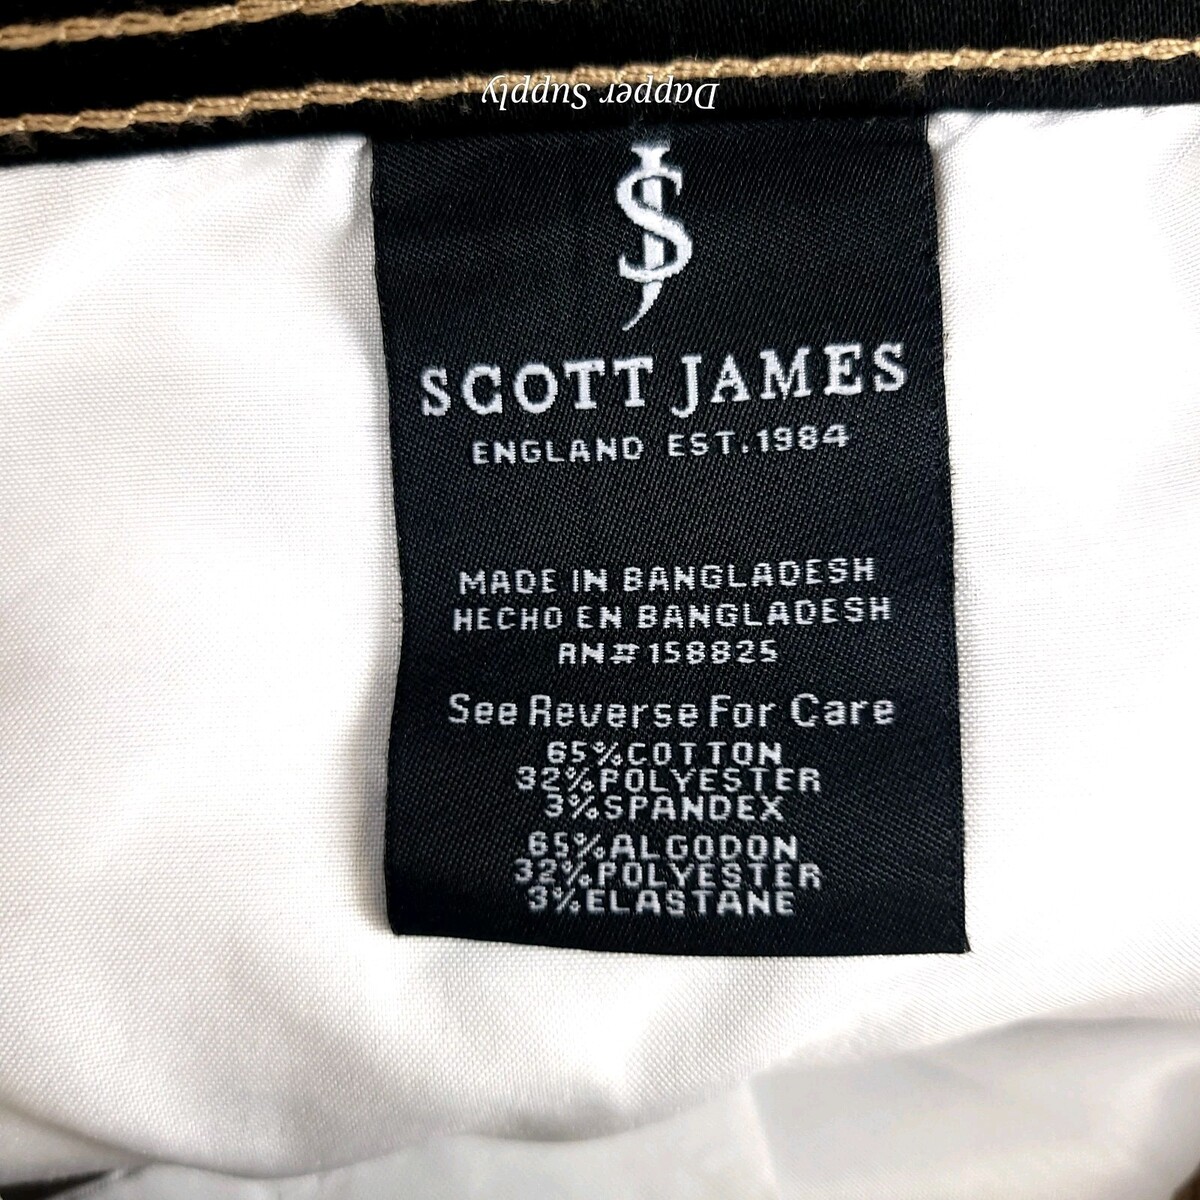 Dapper Supply
SJ
SCOTT JAMES
ENGLAND EST.1984
MADE IN BANGLADESH
HECHO EN BANGLADESH
RN#158825
See Reverse For Care
65%COTTON
32%POLYESTER
3%SPANDEX
65%ALGODON
32%POLYESTER
3%ELASTANE